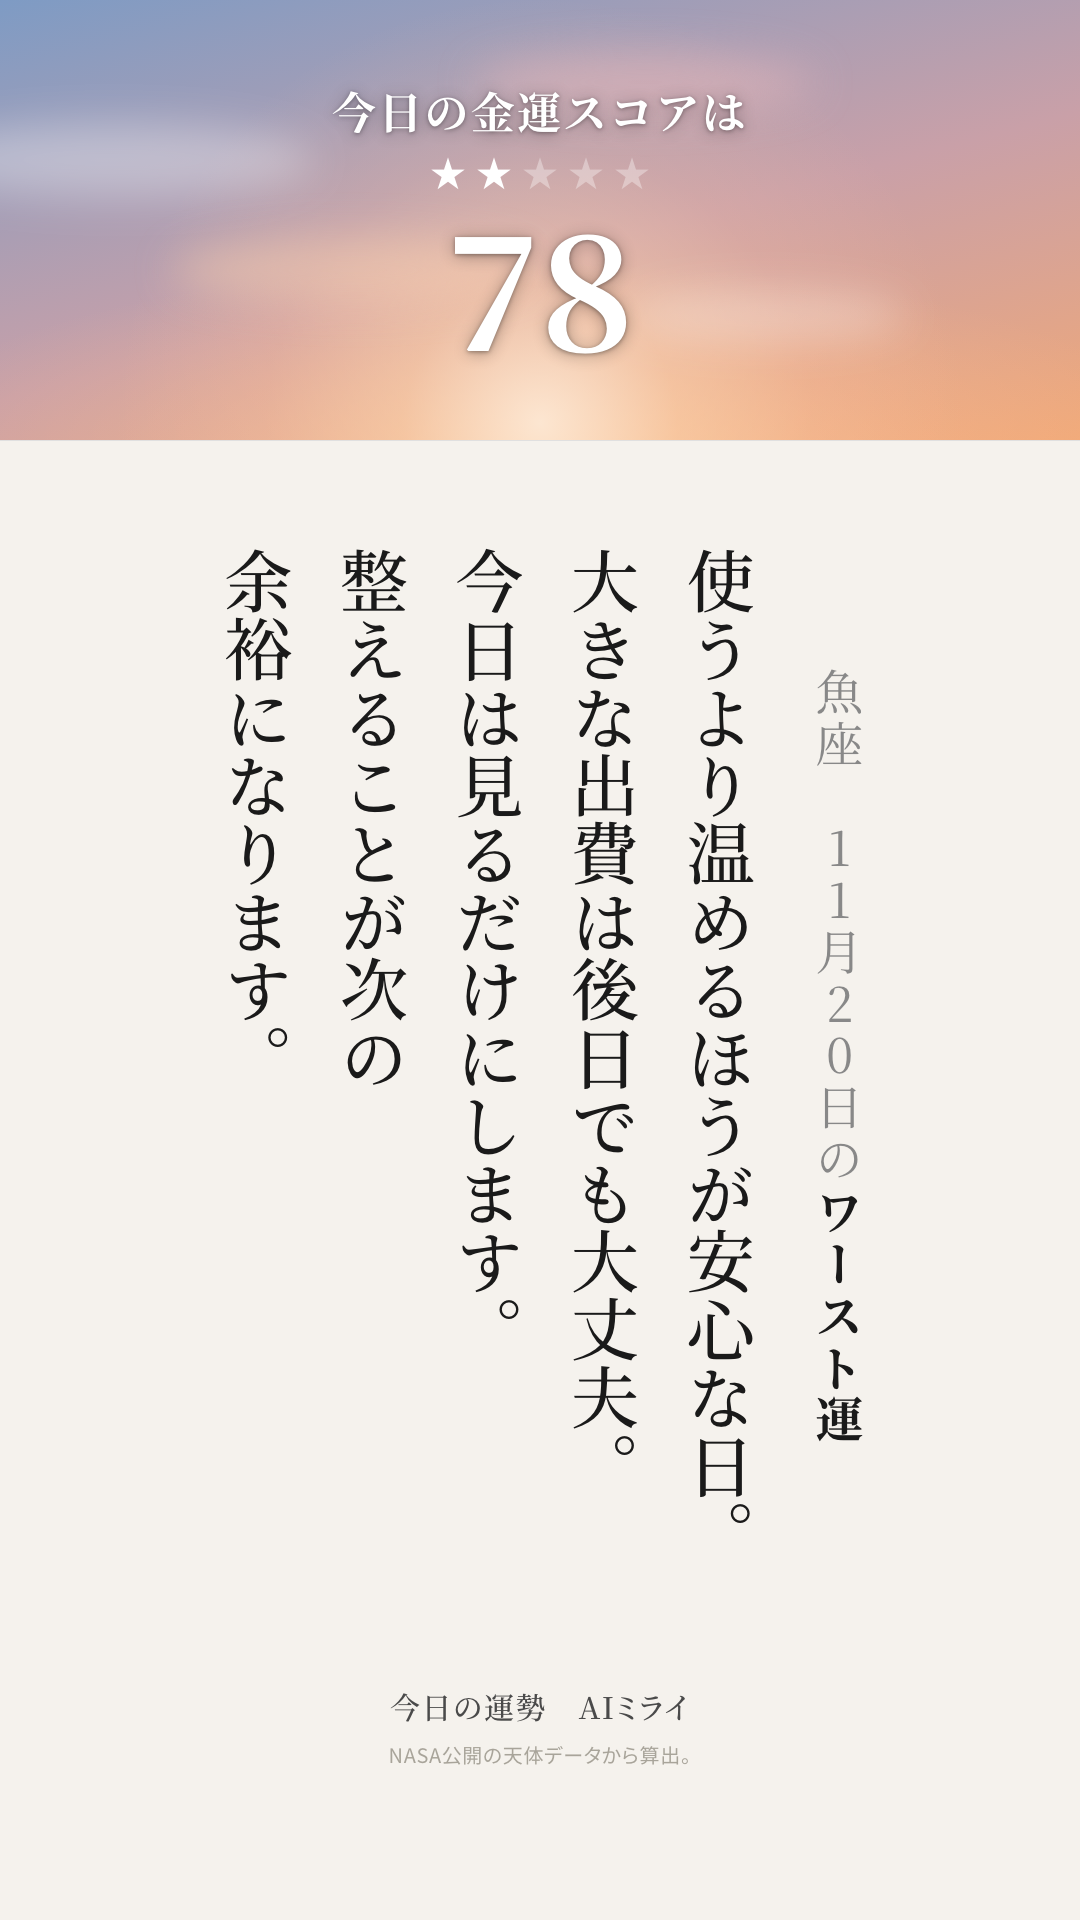 今日の金運スコアは
★★★★★
78
魚座　11月20日のワースト運
使うより温めるほうが安心な日。
大きな出費は後日でも大丈夫。
今日は見るだけにします。
整えることが次の
余裕になります。
今日の運勢　AIミライ
NASA公開の天体データから算出。